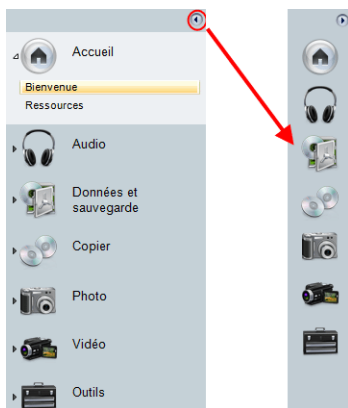 Accueil
Bienvenue
Ressources
Audio
Données et
sauvegarde
Copier
Photo
Vidéo
Outils